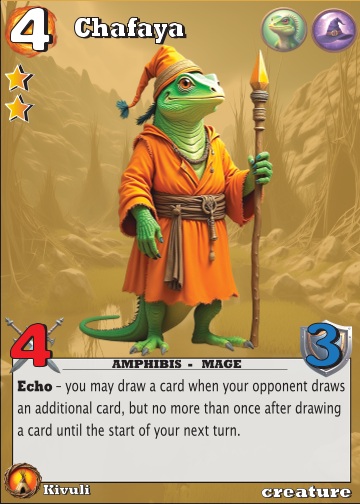 4 Chafaya
4
3
AMPHIBIS - MAGE
Echo - you may draw a card when your opponent draws
an additional card, but no more than once after drawing
a card until the start of your next turn.
Kivuli
creature